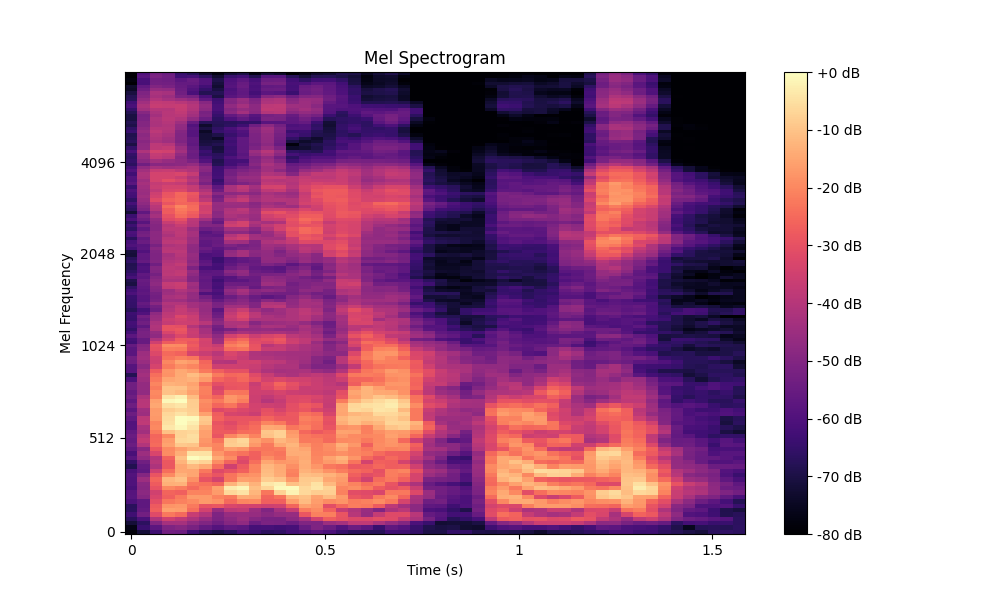 Mel Spectrogram
+0 dB
-10 dB
-20 dB
-30 dB
-40 dB
-50 dB
-60 dB
-70 dB
-80 dB
4096
2048
1024
512
0
Mel Frequency
0
0.5
1
1.5
Time (s)